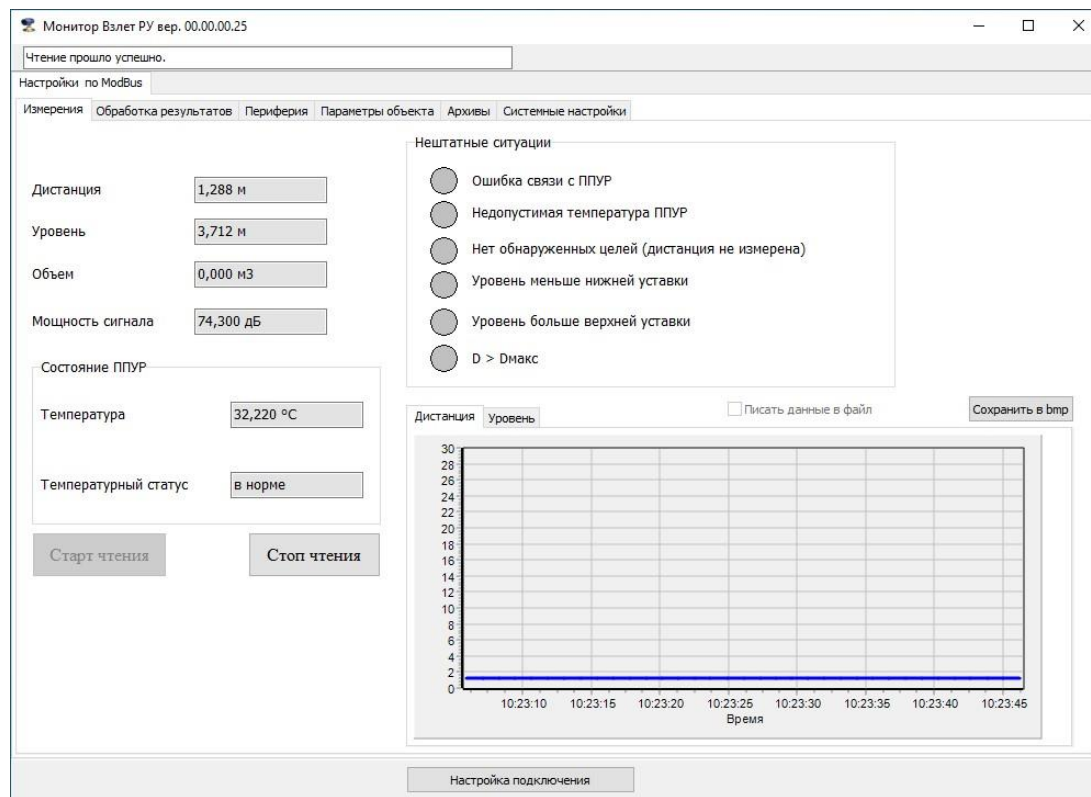 Монитор Взлет РУ вер. 00.00.00.25
Чтение прошло успешно.
Настройки по ModBus
Измерения Обработка результатов Периферия Параметры объекта Архивы Системные настройки
Дистанция 1,288 м
Уровень 3,712 м
Объем 0,000 м3
Мощность сигнала 74,300 дБ
Состояние ППУР
Температура 32,220 ºC
Температурный статус в норме
Старт чтения Стоп чтения
Нештатные ситуации
Ошибка связи с ППУР
Недопустимая температура ППУР
Нет обнаруженных целей (дистанция не измерена)
Уровень меньше нижней уставки
Уровень больше верхней уставки
D > Dмакс
Дистанция Уровень
Писать данные в файл
Сохранить в bmp
30
28
26
24
22
20
18
16
14
12
10
8
6
4
2
0
10:23:10 10:23:15 10:23:20 10:23:25 10:23:30 10:23:35 10:23:40 10:23:45
Время
Настройка подключения